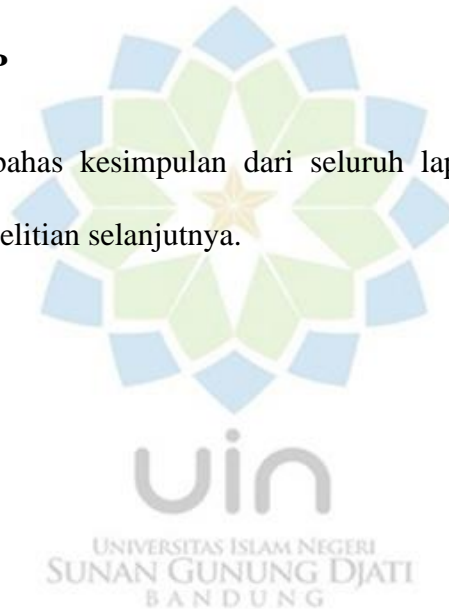 P
bahas kesimpulan dari seluruh lap
elitian selanjutnya.
uin
UNIVERSITAS ISLAM NEGERI
SUNAN GUNUNG DJATI
BANDUNG